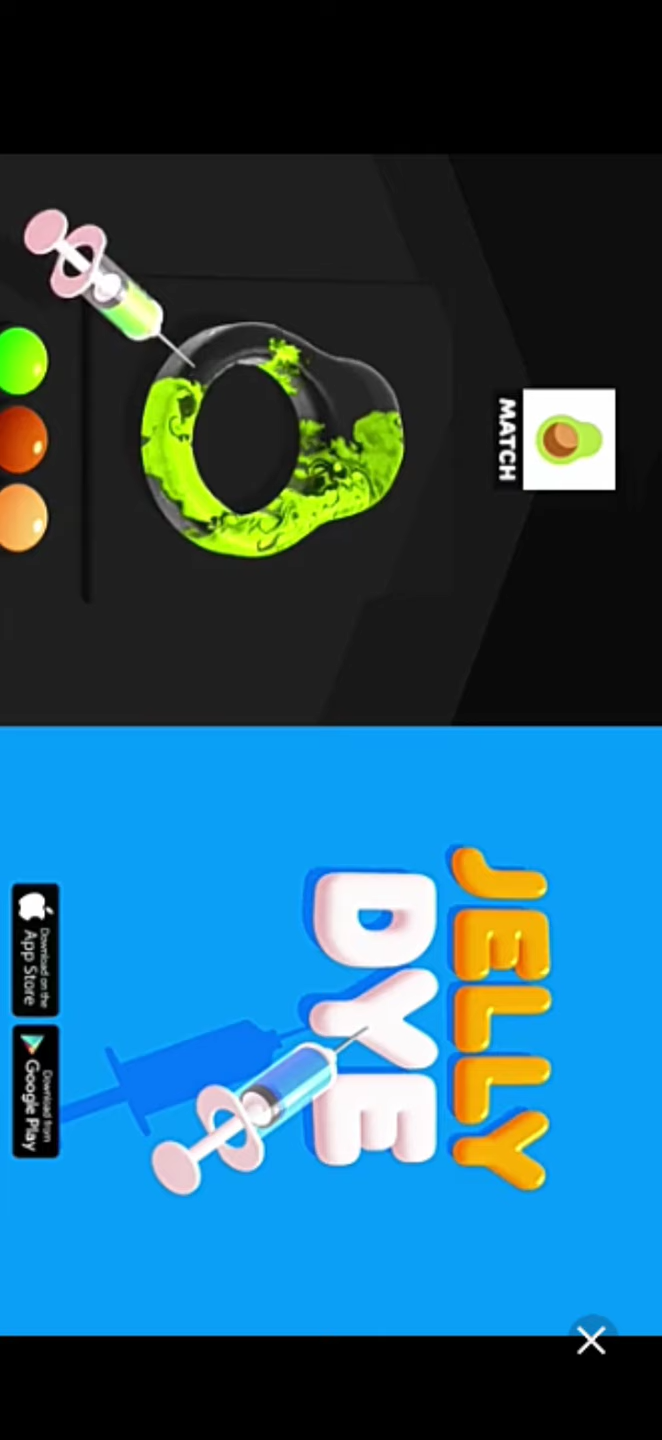 MATCH
JELLY
DYE
Download on the
App Store
Download from
Google Play